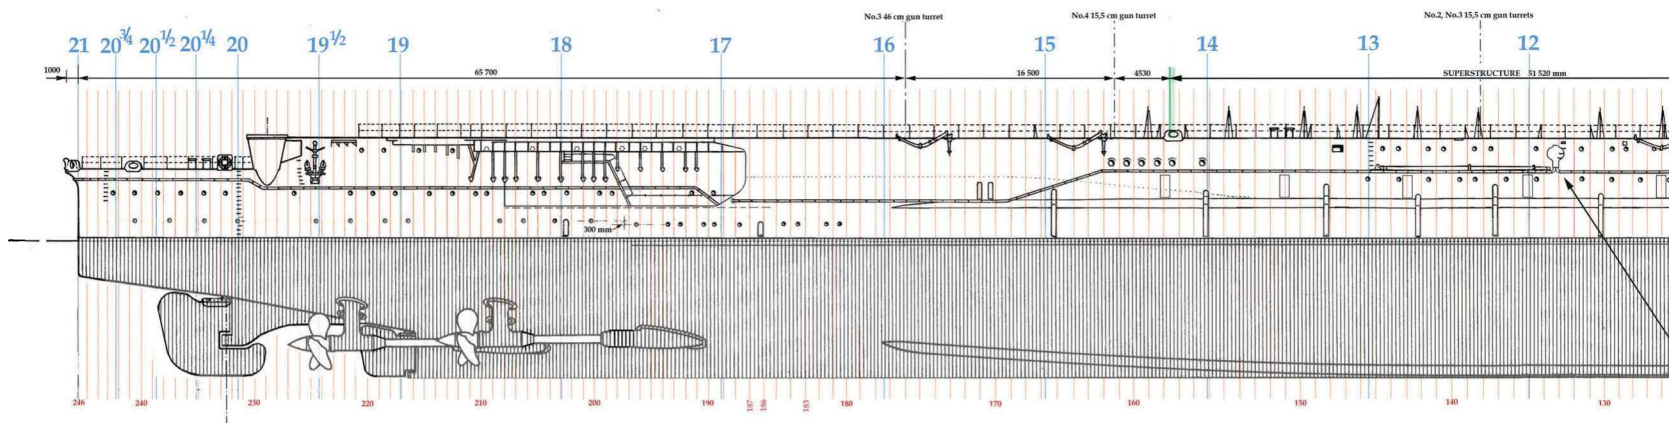 No.3 46 cm gun turret No.4 15,5 cm gun turret No.2, No.3 15,5 cm gun turrets
21 20¾ 20½ 20¼ 20 19½ 19 18 17 16 15 14 13 12
1000 65 700 16 500 4530 SUPERSTRUCTURE 51 520 mm
300 mm
246 240 230 220 210 200 190 187 186 183 180 170 160 150 140 130